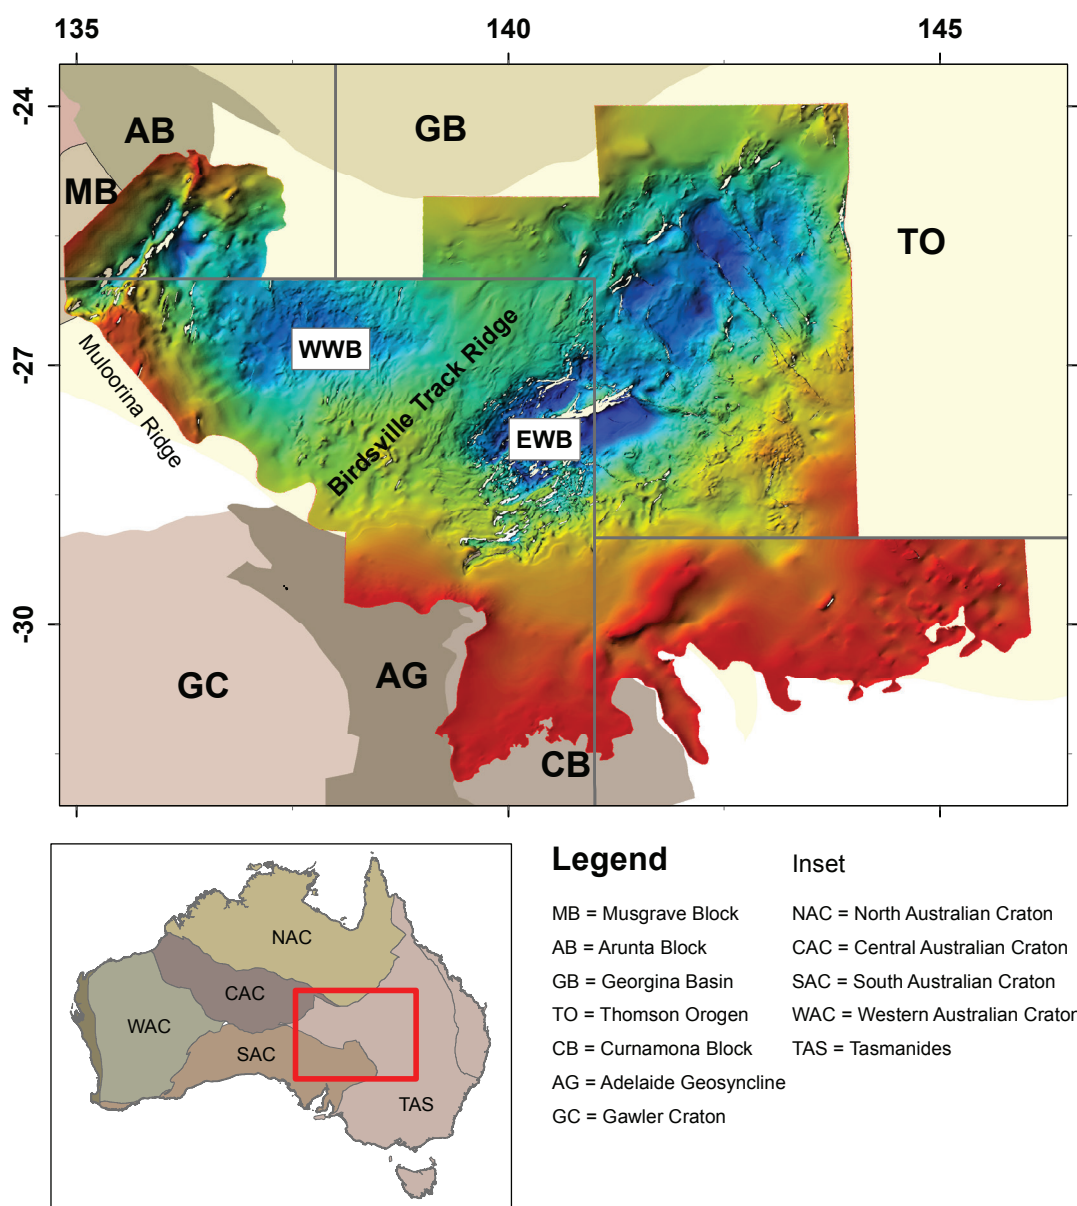 135 140 145
-24
-27
-30
AB
GB
MB
TO
WWB
Birdsville Track Ridge
Muloorina Ridge
EWB
GC
AG
CB
NAC
CAC
WAC
SAC
TAS
Legend
MB = Musgrave Block
AB = Arunta Block
GB = Georgina Basin
TO = Thomson Orogen
CB = Curnamona Block
AG = Adelaide Geosyncline
GC = Gawler Craton
Inset
NAC = North Australian Craton
CAC = Central Australian Craton
SAC = South Australian Craton
WAC = Western Australian Craton
TAS = Tasmanides